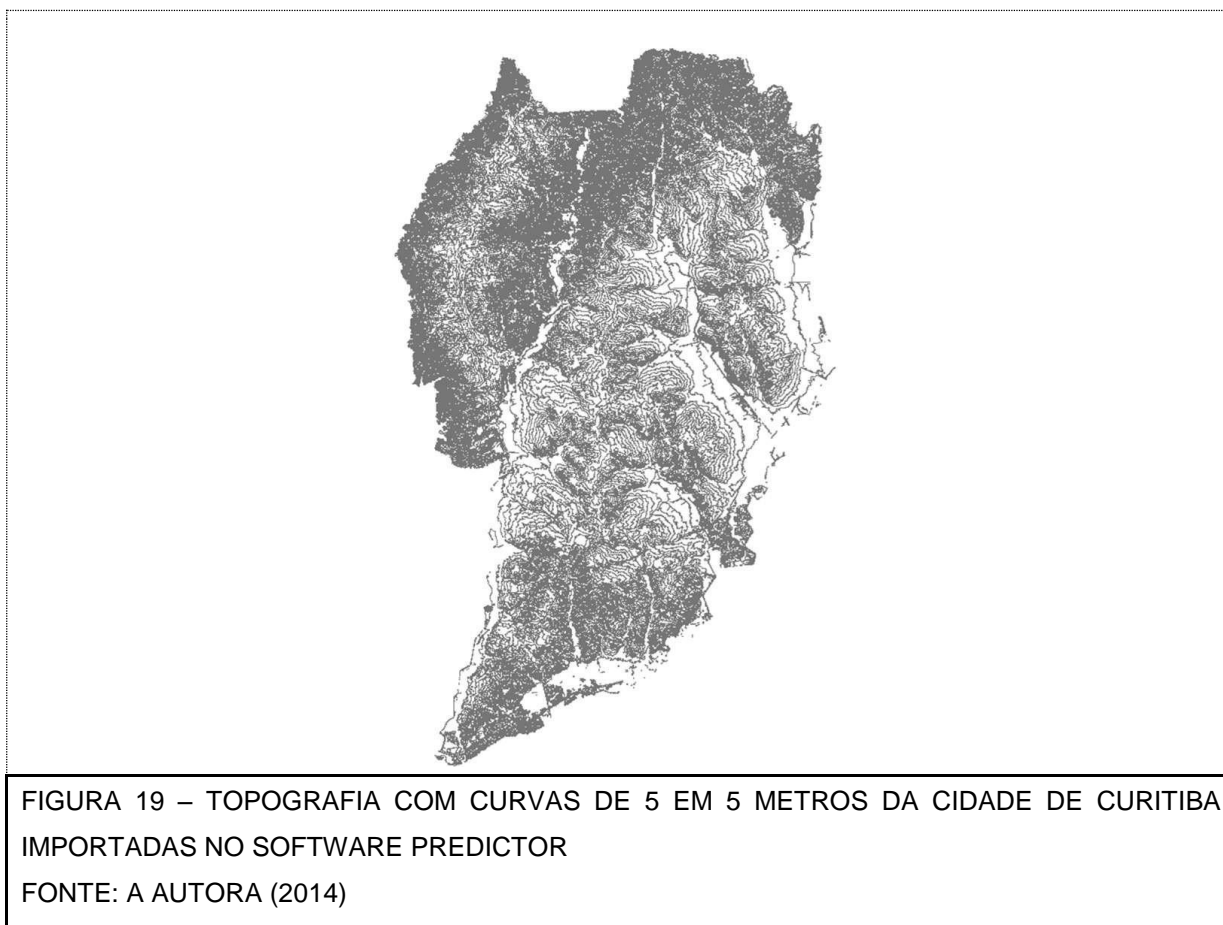 FIGURA 19 – TOPOGRAFIA COM CURVAS DE 5 EM 5 METROS DA CIDADE DE CURITIBA
IMPORTADAS NO SOFTWARE PREDICTOR
FONTE: A AUTORA (2014)